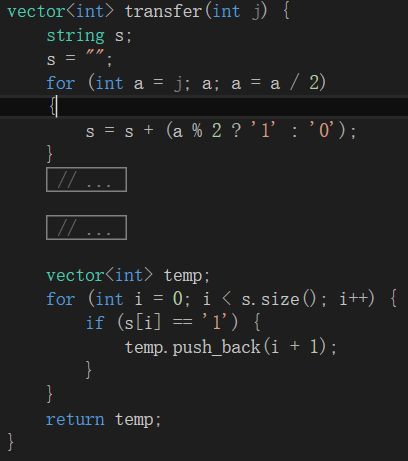 vector<int> transfer(int j) {
    string s;
    s = "";
    for (int a = j; a; a = a / 2)
    {
        s = s + (a % 2 ? '1' : '0');
    }
    // ...
    // ...
    vector<int> temp;
    for (int i = 0; i < s.size(); i++) {
        if (s[i] == '1') {
            temp.push_back(i + 1);
        }
    }
    return temp;
}